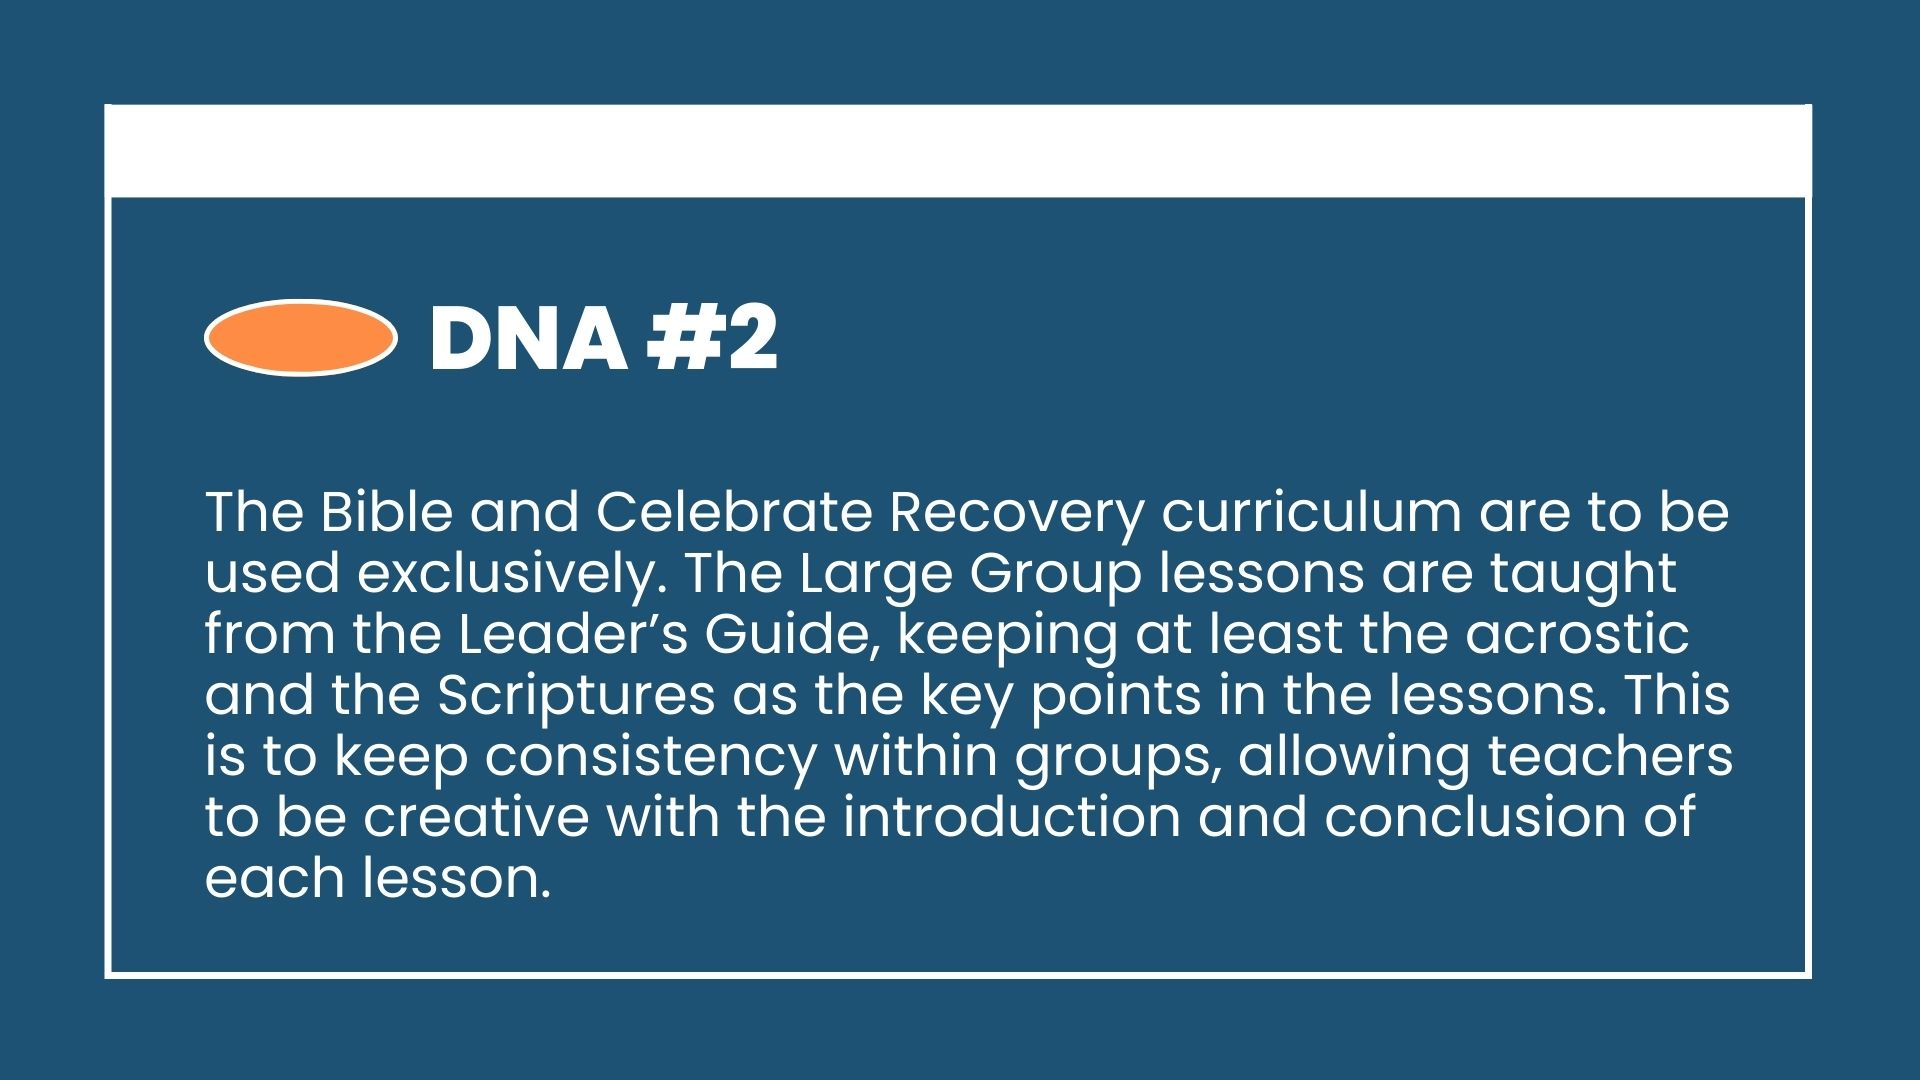 DNA #2
The Bible and Celebrate Recovery curriculum are to be
used exclusively. The Large Group lessons are taught
from the Leader’s Guide, keeping at least the acrostic
and the Scriptures as the key points in the lessons. This
is to keep consistency within groups, allowing teachers
to be creative with the introduction and conclusion of
each lesson.